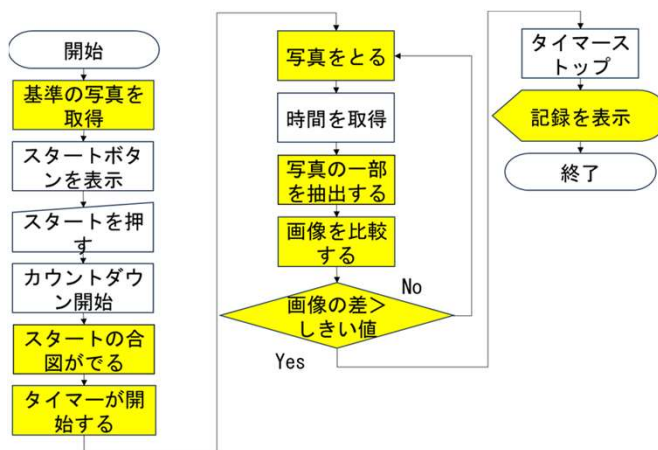 開始
基準の写真を
取得
スタートボタ
ンを表示
スタートを押
す
カウントダウ
ン開始
スタートの合
図がでる
タイマーが開
始する
写真をとる
時間を取得
写真の一部
を抽出する
画像を比較
する
画像の差＞
しきい値
No
Yes
タイマース
トップ
記録を表示
終了